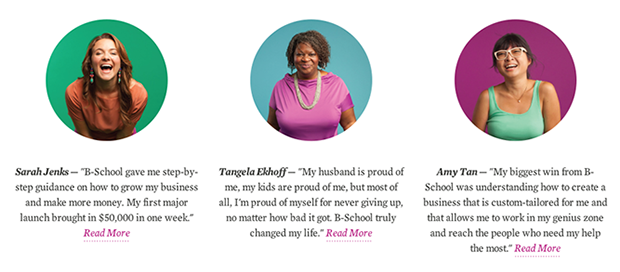 Sarah Jenks — "B-School gave me step-
by-step guidance on how to grow my business
and make more money. My first major
launch brought in $50,000 in one week."
Read More
Tangela Ekhoff — "My husband is proud of
me, my kids are proud of me, but most of
all, I'm proud of myself for never giving up,
no matter how bad it got. B-School truly
changed my life." Read More
Amy Tan — "My biggest win from B-
School was understanding how to create a
business that is custom-tailored for me and
that allows me to work in my genius zone
and reach the people who need my help
the most." Read More